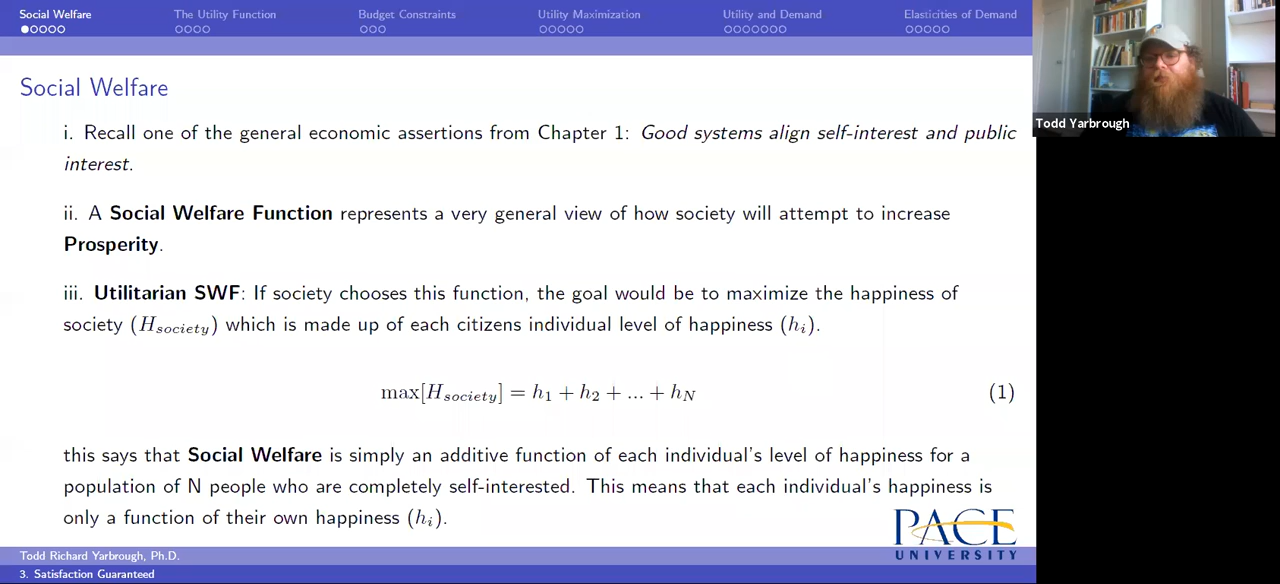 Social Welfare The Utility Function Budget Constraints Utility Maximization Utility and Demand Elasticities of Demand
Todd Yarbrough
Social Welfare
i. Recall one of the general economic assertions from Chapter 1: Good systems align self-interest and public
interest.
ii. A Social Welfare Function represents a very general view of how society will attempt to increase
Prosperity.
iii. Utilitarian SWF: If society chooses this function, the goal would be to maximize the happiness of
society (H_society) which is made up of each citizens individual level of happiness (h_i).
max[H_society] = h_1 + h_2 + ... + h_N (1)
this says that Social Welfare is simply an additive function of each individual's level of happiness for a
population of N people who are completely self-interested. This means that each individual's happiness is
only a function of their own happiness (h_i).
PACE
UNIVERSITY
Todd Richard Yarbrough, Ph.D.
3. Satisfaction Guaranteed